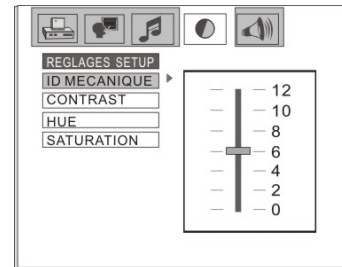 REGLAGES SETUP
ID MECANIQUE
CONTRAST
HUE
SATURATION
12
10
8
6
4
2
0